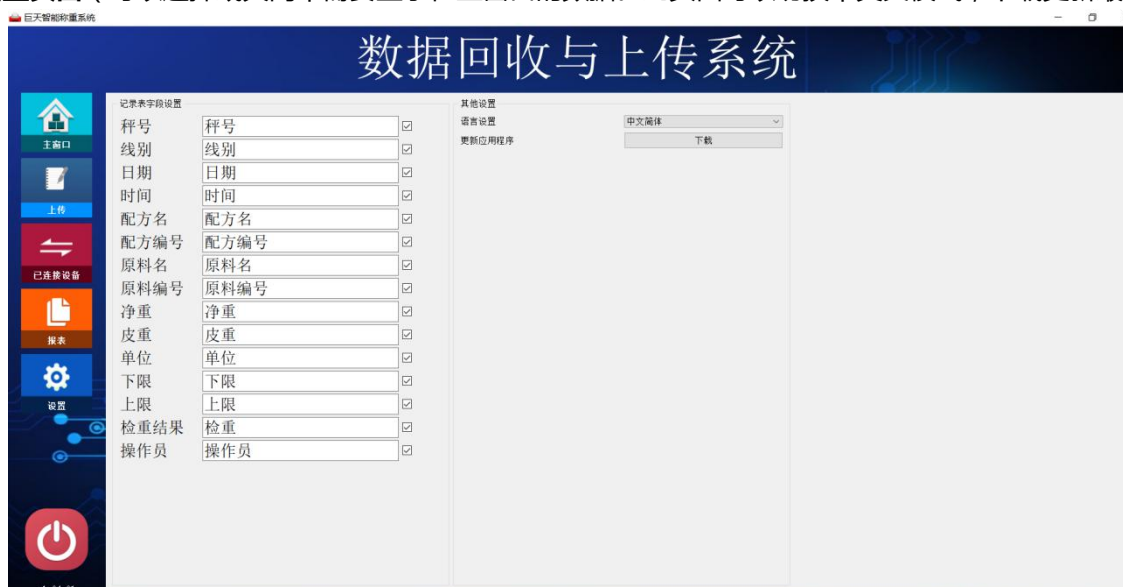 巨天智能称重系统
数据回收与上传系统
主窗口
上传
已连接设备
报表
设置
记录表字段设置
秤号 秤号
线别 线别
日期 日期
时间 时间
配方名 配方名
配方编号 配方编号
原料名 原料名
原料编号 原料编号
净重 净重
皮重 皮重
单位 单位
下限 下限
上限 上限
检重结果 检重
操作员 操作员
其他设置
语言设置 中文简体
更新应用程序 下载